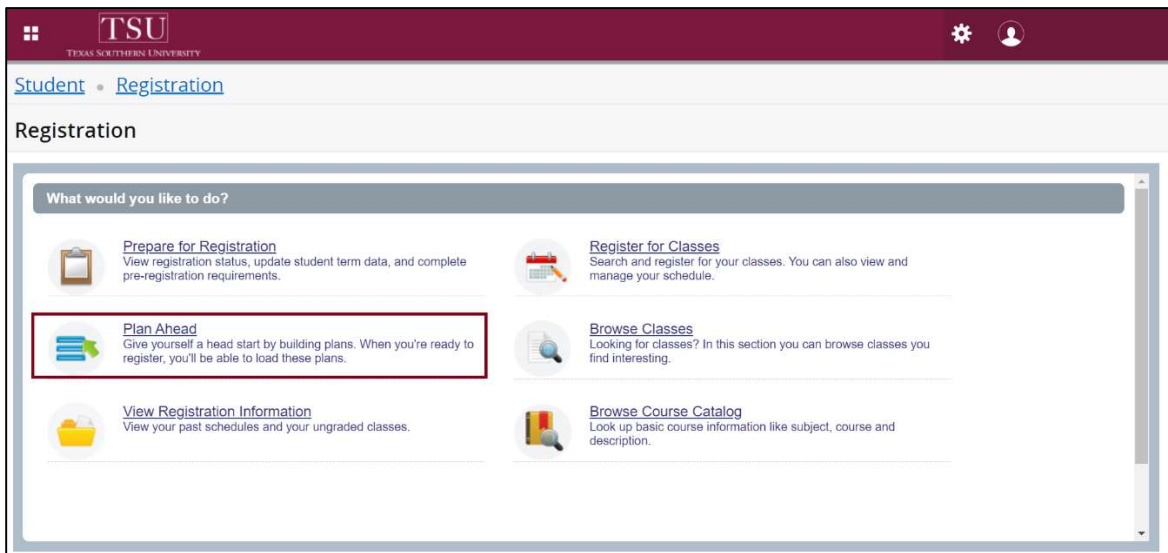 TSU
TEXAS SOUTHERN UNIVERSITY
Student • Registration
Registration
What would you like to do?
Prepare for Registration
View registration status, update student term data, and complete
pre-registration requirements.
Register for Classes
Search and register for your classes. You can also view and
manage your schedule.
Plan Ahead
Give yourself a head start by building plans. When you're ready to
register, you'll be able to load these plans.
Browse Classes
Looking for classes? In this section you can browse classes you
find interesting.
View Registration Information
View your past schedules and your ungraded classes.
Browse Course Catalog
Look up basic course information like subject, course and
description.